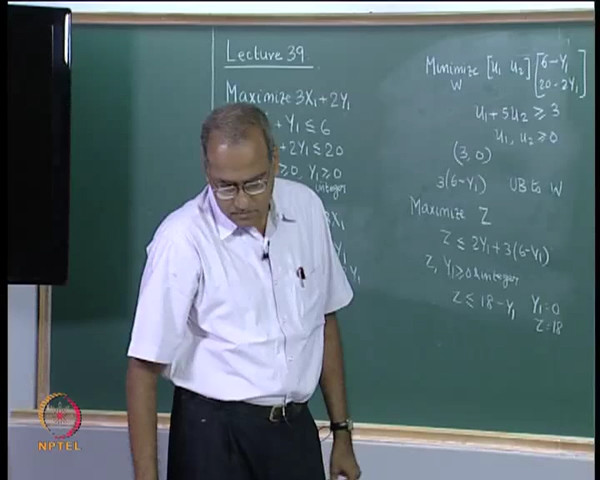 Lecture 39
Maximize 3X₁ + 2Y₁
+ Y₁ ≤ 6
+ 2Y₁ ≤ 20
≥0, Y₁ ≥ 0
integer
Minimize [u₁ u₂] [6-Y₁
W 20-2Y₁]
u₁ + 5u₂ ≥ 3
u₁, u₂ ≥ 0
(3, 0)
3(6-Y₁) UB to W
Maximize Z
Z ≤ 2Y₁ + 3(6-Y₁)
Z, Y₁ ≥ 0 & integer
Z ≤ 18 - Y₁ Y₁ = 0
Z = 18
NPTEL